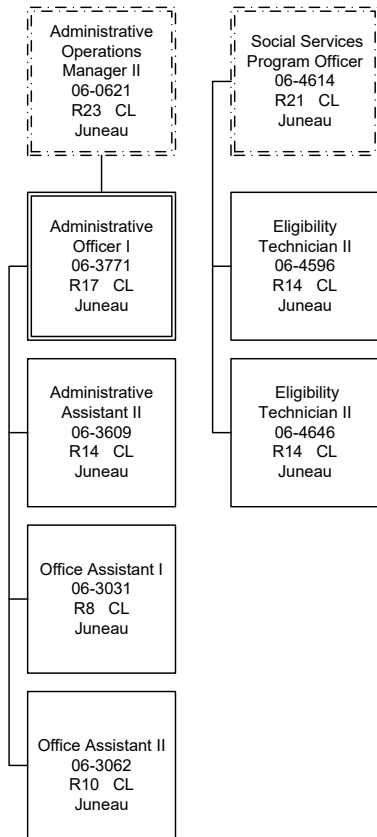 Administrative
Operations
Manager II
06-0621
R23 CL
Juneau
Administrative
Officer I
06-3771
R17 CL
Juneau
Administrative
Assistant II
06-3609
R14 CL
Juneau
Office Assistant I
06-3031
R8 CL
Juneau
Office Assistant II
06-3062
R10 CL
Juneau
Social Services
Program Officer
06-4614
R21 CL
Juneau
Eligibility
Technician II
06-4596
R14 CL
Juneau
Eligibility
Technician II
06-4646
R14 CL
Juneau